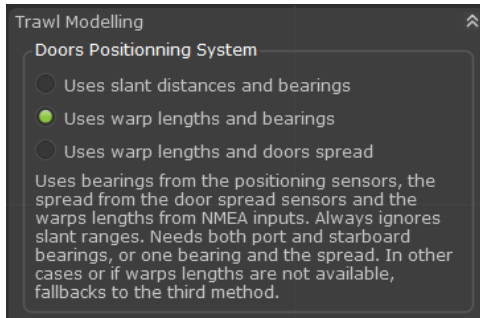 Trawl Modelling
Doors Positionning System
Uses slant distances and bearings
Uses warp lengths and bearings
Uses warp lengths and doors spread
Uses bearings from the positioning sensors, the
spread from the door spread sensors and the
warps lengths from NMEA inputs. Always ignores
slant ranges. Needs both port and starboard
bearings, or one bearing and the spread. In other
cases or if warps lengths are not available,
fallbacks to the third method.